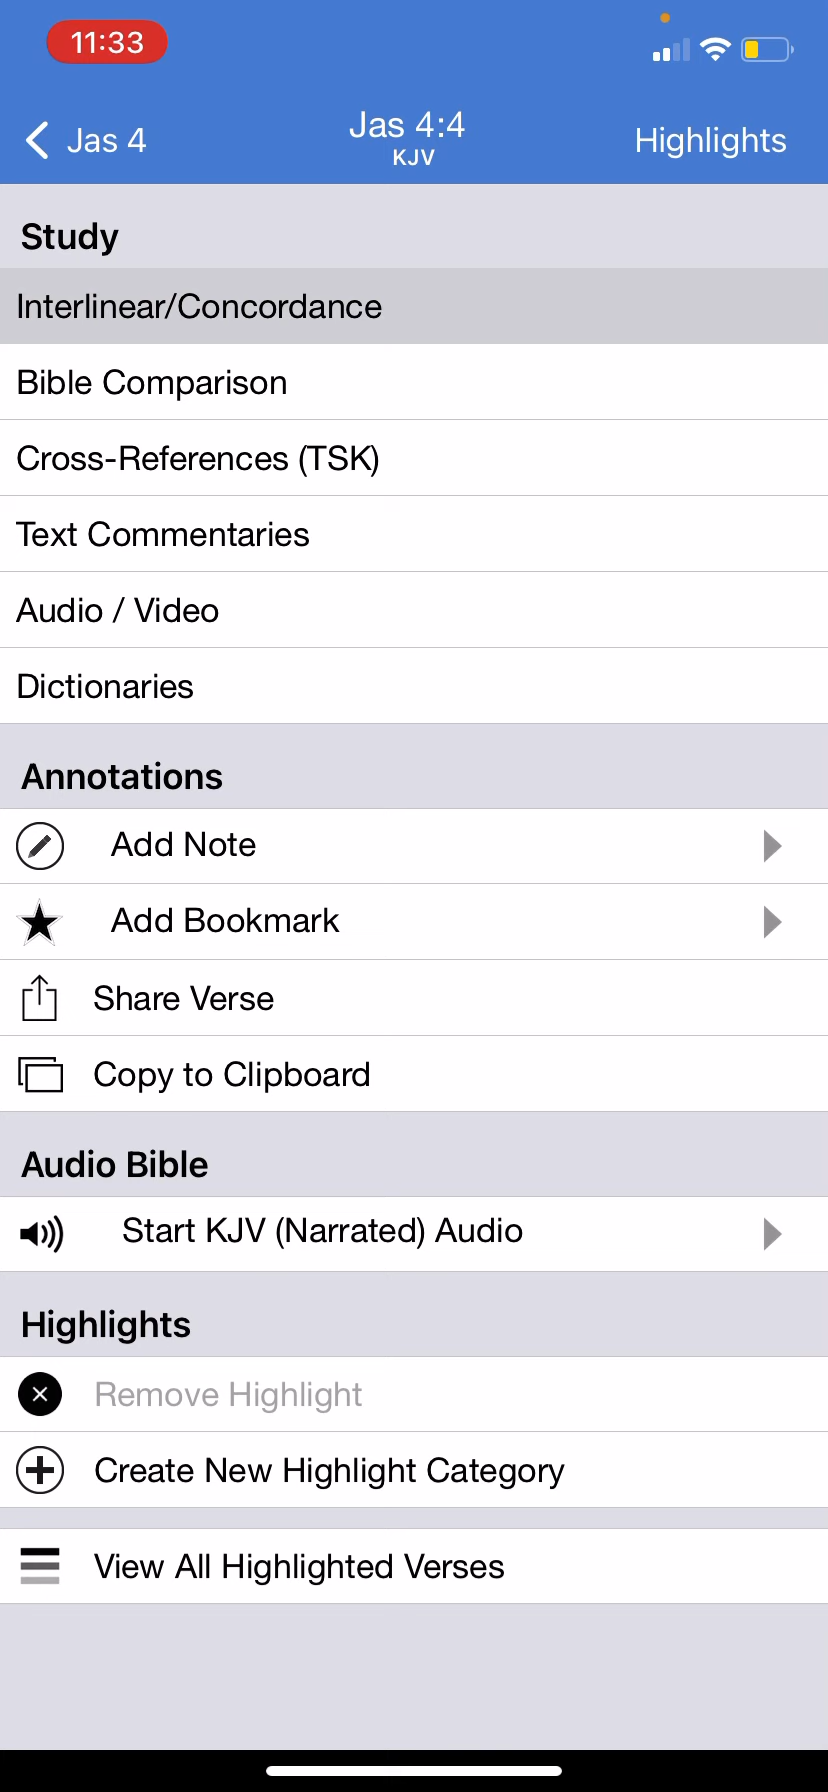 11:33
Jas 4
Jas 4:4
KJV
Highlights
Study
Interlinear/Concordance
Bible Comparison
Cross-References (TSK)
Text Commentaries
Audio / Video
Dictionaries
Annotations
Add Note
Add Bookmark
Share Verse
Copy to Clipboard
Audio Bible
Start KJV (Narrated) Audio
Highlights
Remove Highlight
Create New Highlight Category
View All Highlighted Verses